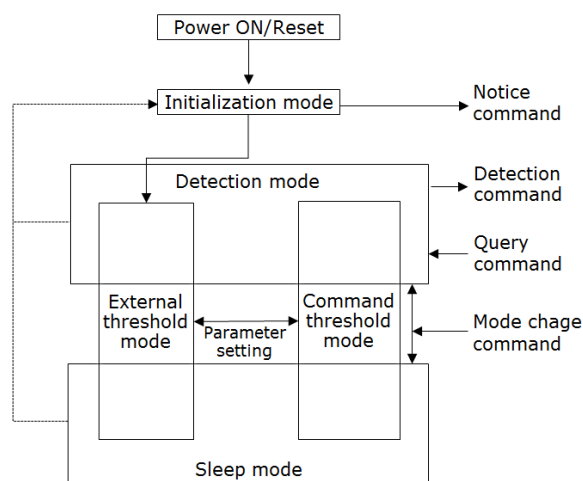 Power ON/Reset
Initialization mode
Notice
command
Detection mode
Detection
command
Query
command
External
threshold
mode
Parameter
setting
Command
threshold
mode
Mode chage
command
Sleep mode